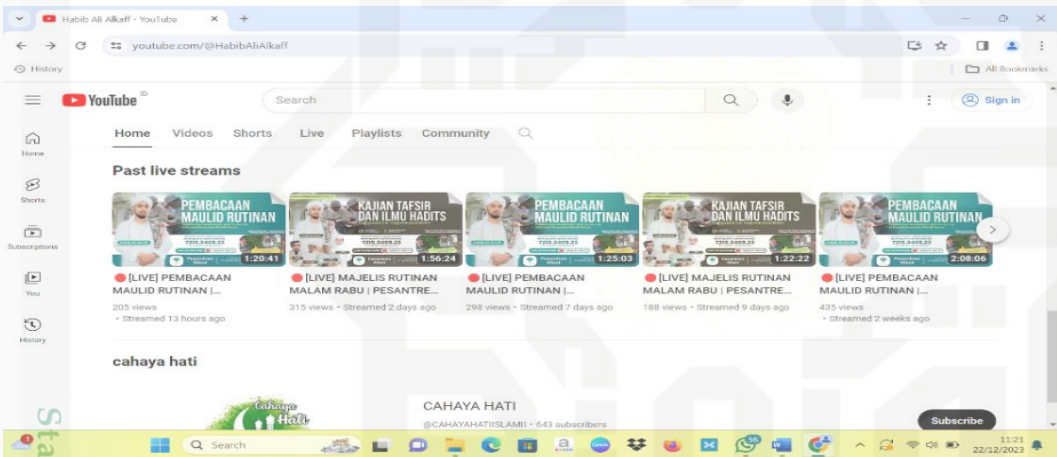 Habib Ali Alkaff - YouTube
youtube.com/@HabibAliAlkaff
History
All Bookmarks
YouTube ID
Search
Sign in
Home Videos Shorts Live Playlists Community
Home
Shorts
Subscriptions
You
History
Past live streams
PEMBACAAN
MAULID RUTINAN
1:20:41
KAJIAN TAFSIR
DAN ILMU HADITS
1:56:24
PEMBACAAN
MAULID RUTINAN
1:25:03
KAJIAN TAFSIR
DAN ILMU HADITS
1:22:22
PEMBACAAN
MAULID RUTINAN
2:08:06
[LIVE] PEMBACAAN
MAULID RUTINAN |...
205 views
• Streamed 13 hours ago
[LIVE] MAJELIS RUTINAN
MALAM RABU | PESANTRE...
315 views • Streamed 2 days ago
[LIVE] PEMBACAAN
MAULID RUTINAN |...
298 views • Streamed 7 days ago
[LIVE] MAJELIS RUTINAN
MALAM RABU | PESANTRE...
188 views • Streamed 9 days ago
[LIVE] PEMBACAAN
MAULID RUTINAN |...
435 views
• Streamed 2 weeks ago
cahaya hati
Cahaya
Hati
CAHAYA HATI
@CAHAYAHATIISLAMII • 643 subscribers
Subscribe
Sta
Search
11:21
22/12/2023